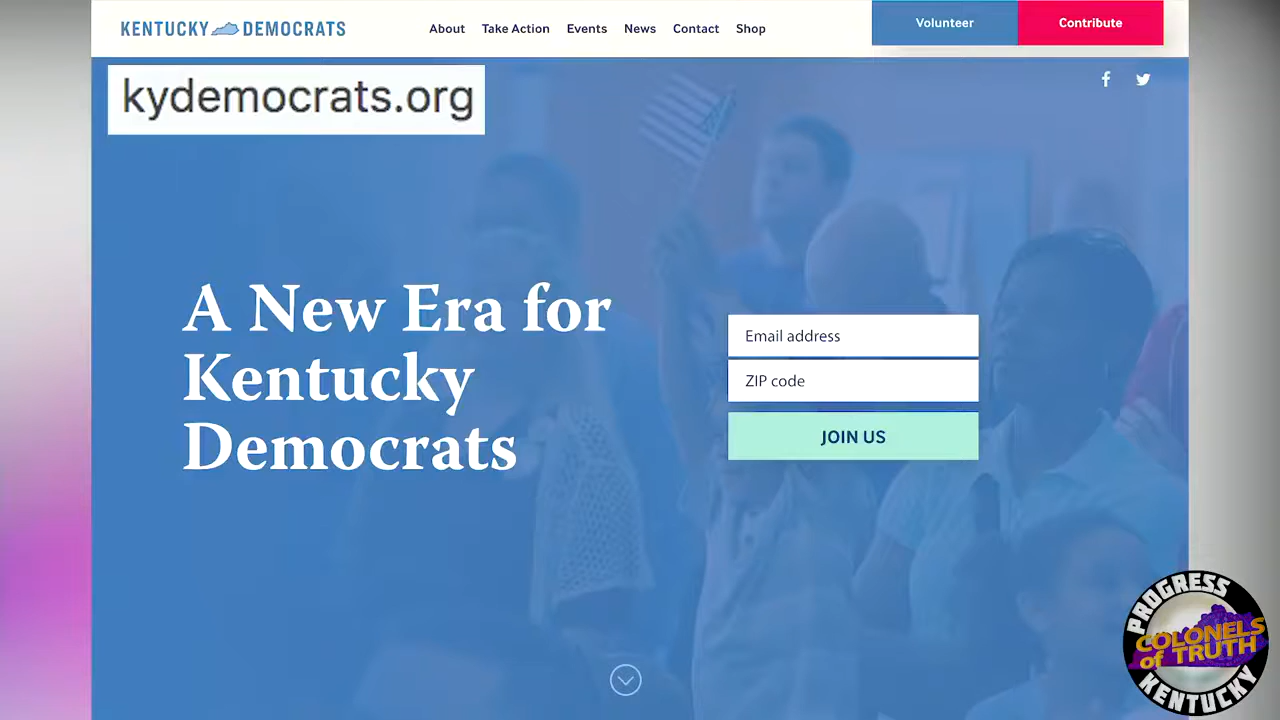 KENTUCKY DEMOCRATS
About Take Action Events News Contact Shop
Volunteer
Contribute
kydemocrats.org
A New Era for
Kentucky
Democrats
Email address
ZIP code
JOIN US
PROGRESS
COLONELS
of TRUTH
KENTUCKY